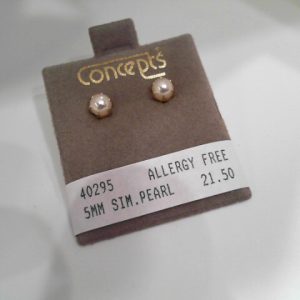 Concepts
40295 ALLERGY FREE
5MM SIM.PEARL 21.50